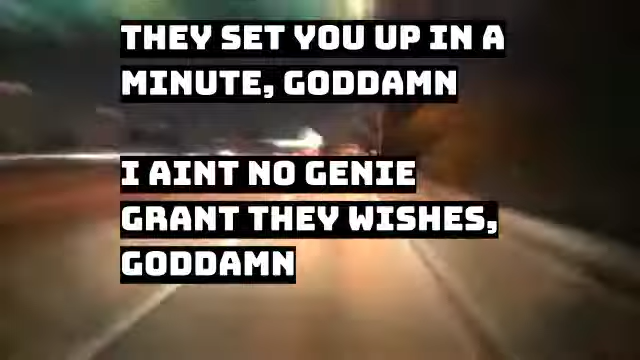 THEY SET YOU UP IN A
MINUTE, GODDAMN
I AINT NO GENIE
GRANT THEY WISHES,
GODDAMN